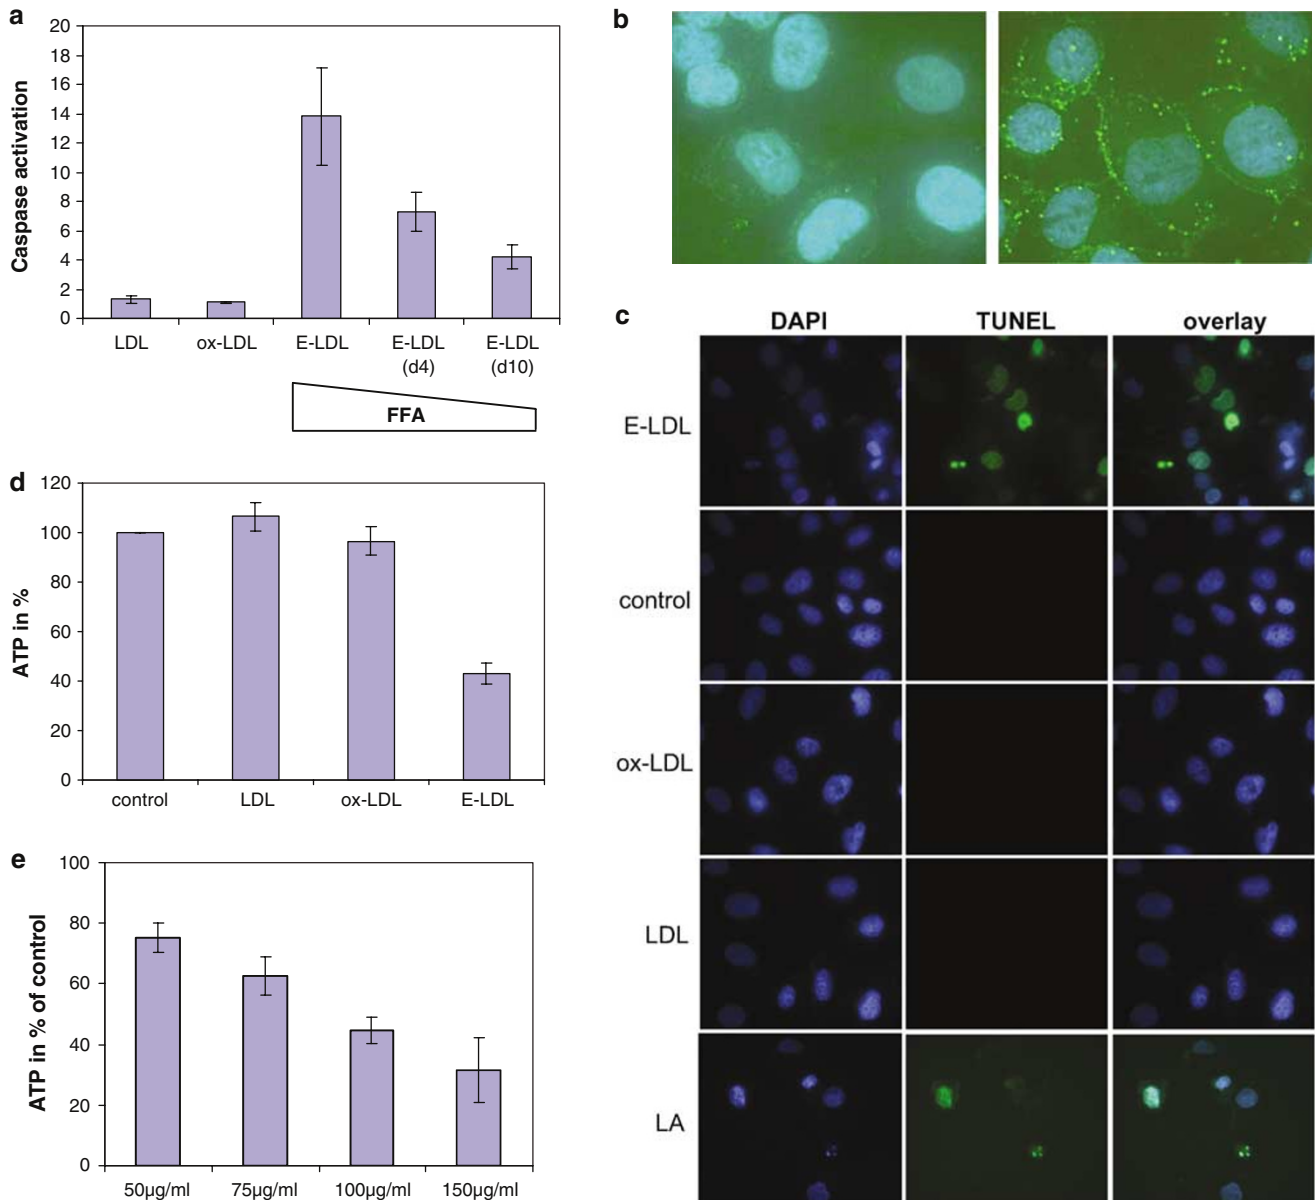 a
20
18
16
14
12
10
8
6
4
2
0
Caspase activation
LDL
ox-LDL
E-LDL
E-LDL
(d4)
E-LDL
(d10)
FFA
b
c
DAPI
TUNEL
overlay
E-LDL
control
ox-LDL
LDL
LA
d
120
100
80
60
40
20
0
ATP in %
control
LDL
ox-LDL
E-LDL
e
100
80
60
40
20
0
ATP in % of control
50µg/ml
75µg/ml
100µg/ml
150µg/ml